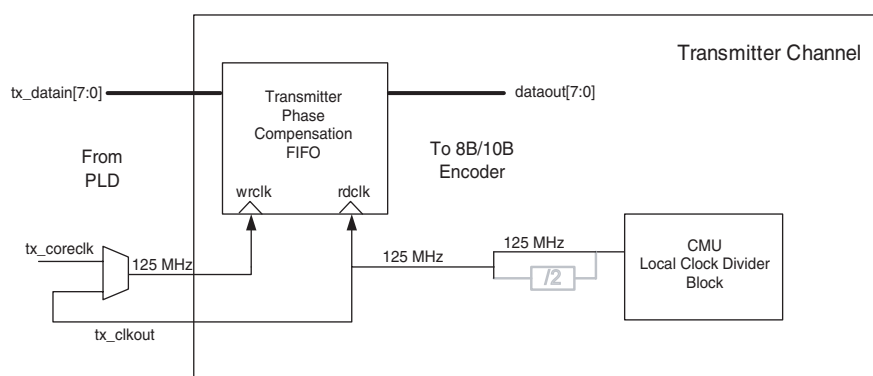 Transmitter Channel
tx_datain[7:0]
Transmitter
Phase
Compensation
FIFO
dataout[7:0]
From
PLD
To 8B/10B
Encoder
wrclk
rdclk
tx_coreclk
125 MHz
125 MHz
125 MHz
/2
CMU
Local Clock Divider
Block
tx_clkout